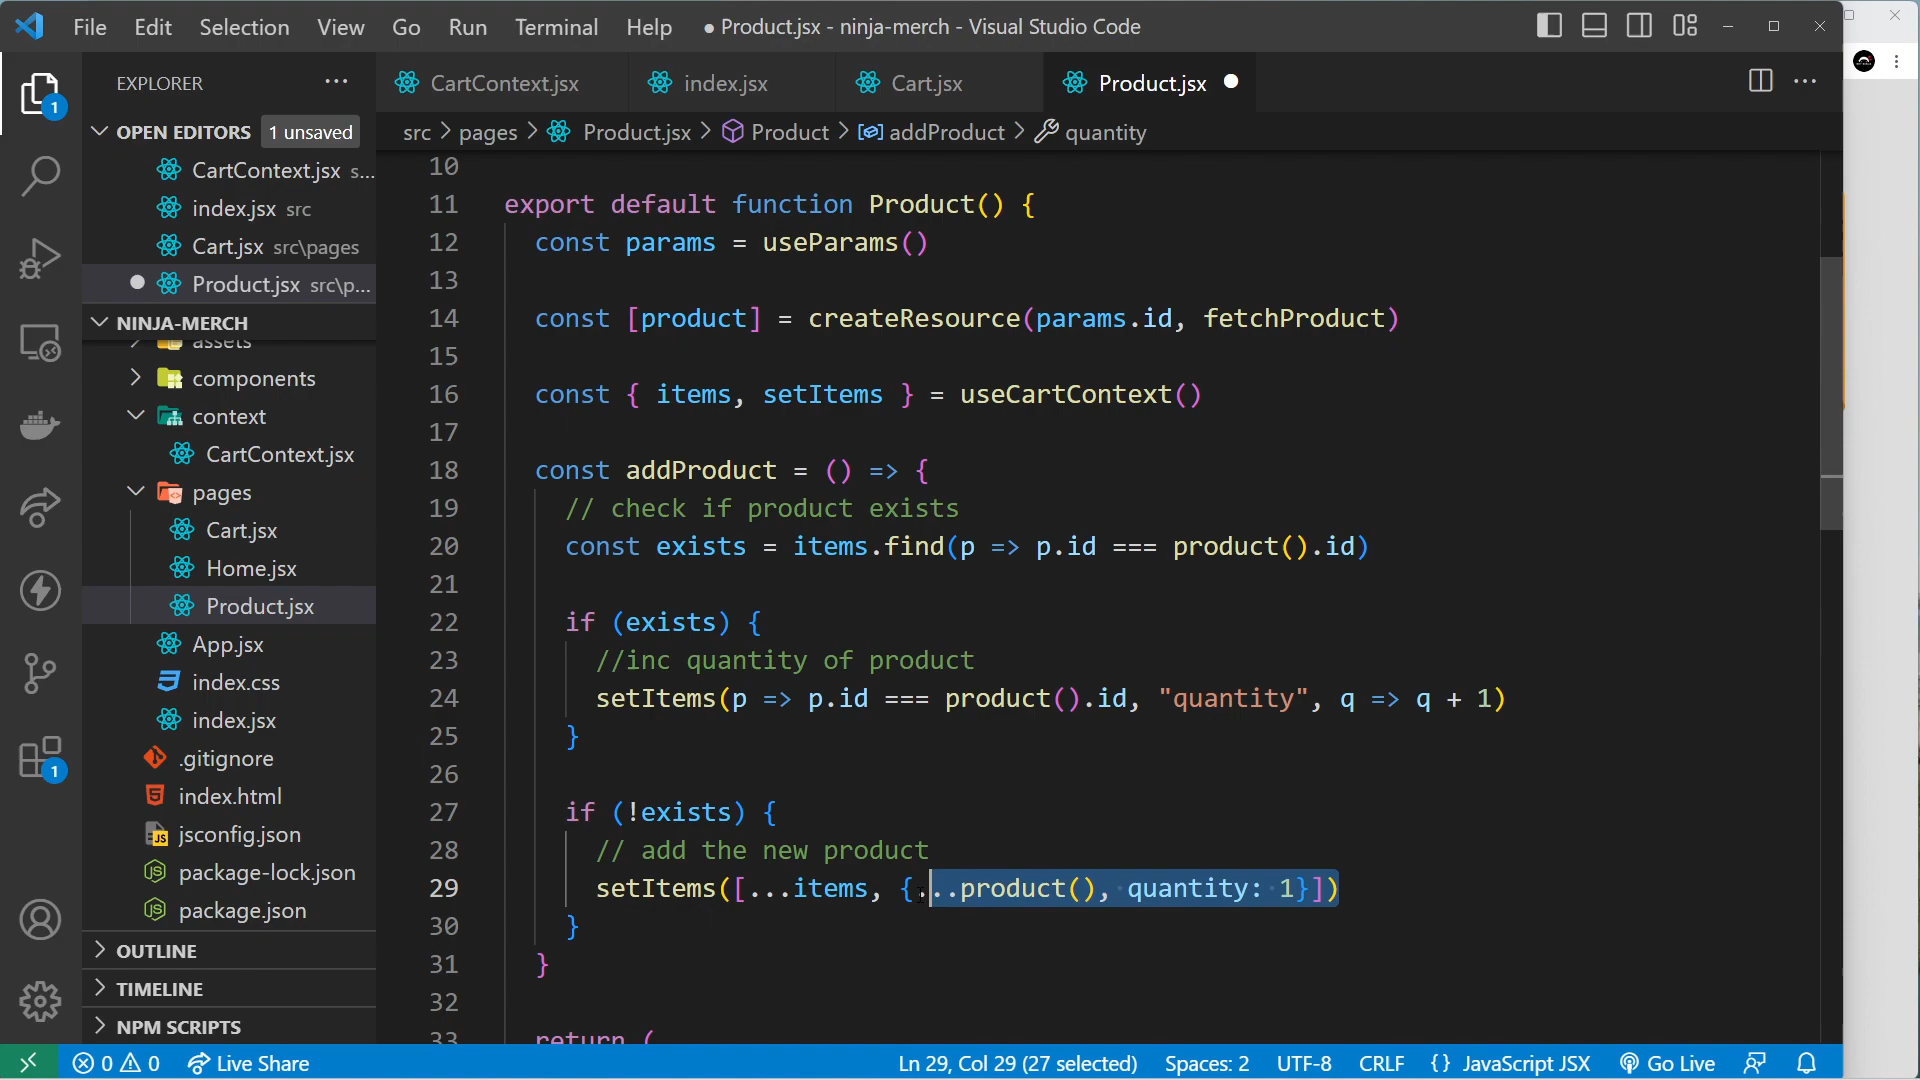 File Edit Selection View Go Run Terminal Help ● Product.jsx - ninja-merch - Visual Studio Code
EXPLORER
CartContext.jsx index.jsx Cart.jsx Product.jsx
OPEN EDITORS 1 unsaved
src > pages > Product.jsx > Product > addProduct > quantity
CartContext.jsx s...
index.jsx src
Cart.jsx src\pages
Product.jsx src\p...
NINJA-MERCH
assets
components
context
CartContext.jsx
pages
Cart.jsx
Home.jsx
Product.jsx
App.jsx
index.css
index.jsx
.gitignore
index.html
jsconfig.json
package-lock.json
package.json
OUTLINE
TIMELINE
NPM SCRIPTS
1
1
10
11 export default function Product() {
12 const params = useParams()
13
14 const [product] = createResource(params.id, fetchProduct)
15
16 const { items, setItems } = useCartContext()
17
18 const addProduct = () => {
19 // check if product exists
20 const exists = items.find(p => p.id === product().id)
21
22 if (exists) {
23 //inc quantity of product
24 setItems(p => p.id === product().id, "quantity", q => q + 1)
25 }
26
27 if (!exists) {
28 // add the new product
29 setItems([...items, {...product(), quantity: 1}])
30 }
31 }
32
33 return (
0 0 Live Share Ln 29, Col 29 (27 selected) Spaces: 2 UTF-8 CRLF {} JavaScript JSX Go Live